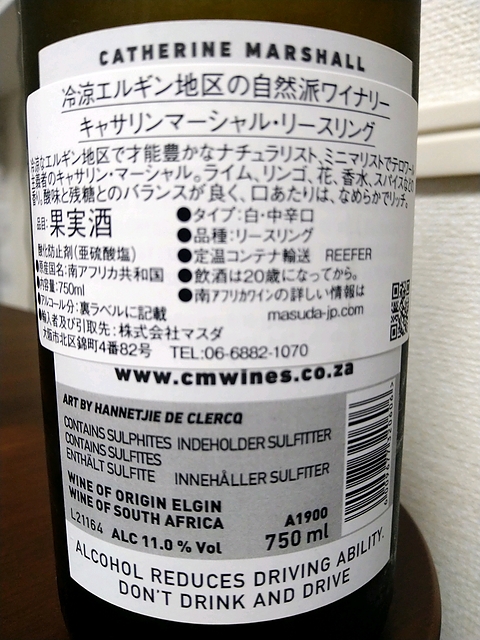 CATHERINE MARSHALL
冷涼エルギン地区の自然派ワイナリー
キャサリンマーシャル・リースリング
冷涼なエルギン地区で才能豊かなナチュラリスト、ミニマリストでテロワール
主義者のキャサリン・マーシャル。ライム、リンゴ、花、香水、スパイスなどの
香り。酸味と残糖とのバランスが良く、口あたりは、なめらかでリッチ。
品目:果実酒
酸化防止剤(亜硫酸塩)
●原産国名:南アフリカ共和国
●内容量:750ml
●アルコール分:裏ラベルに記載
●輸入者及び引取先:株式会社マスダ
大阪市北区錦町4番82号 TEL:06-6882-1070
●タイプ:白・中辛口
●品種:リースリング
●定温コンテナ輸送 REEFER
●飲酒は20歳になってから。
●南アフリカワインの詳しい情報は
masuda-jp.com
www.cmwines.co.za
ART BY HANNETJIE DE CLERCQ
CONTAINS SULPHITES INDEHOLDER SULFITTER
CONTAINS SULFITES
ENTHÄLT SULFITE INNEHÅLLER SULFITER
WINE OF ORIGIN ELGIN
WINE OF SOUTH AFRICA
L21164 ALC 11.0 % Vol
A1900
750 ml
ALCOHOL REDUCES DRIVING ABILITY.
DON'T DRINK AND DRIVE